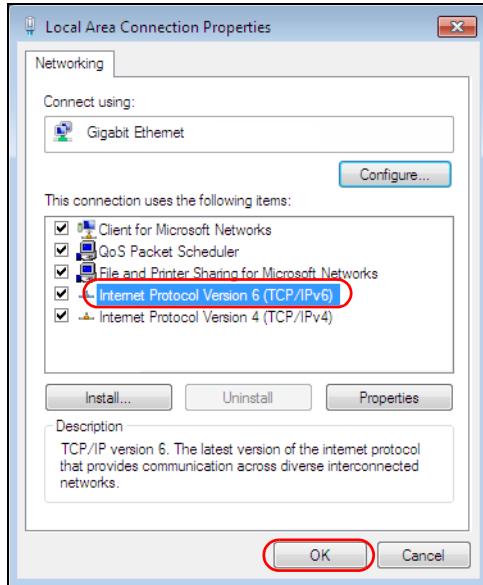 Local Area Connection Properties
Networking
Connect using:
Gigabit Ethernet
Configure...
This connection uses the following items:
Client for Microsoft Networks
QoS Packet Scheduler
File and Printer Sharing for Microsoft Networks
Internet Protocol Version 6 (TCP/IPv6)
Internet Protocol Version 4 (TCP/IPv4)
Install... Uninstall Properties
Description
TCP/IP version 6. The latest version of the internet protocol
that provides communication across diverse interconnected
networks.
OK Cancel